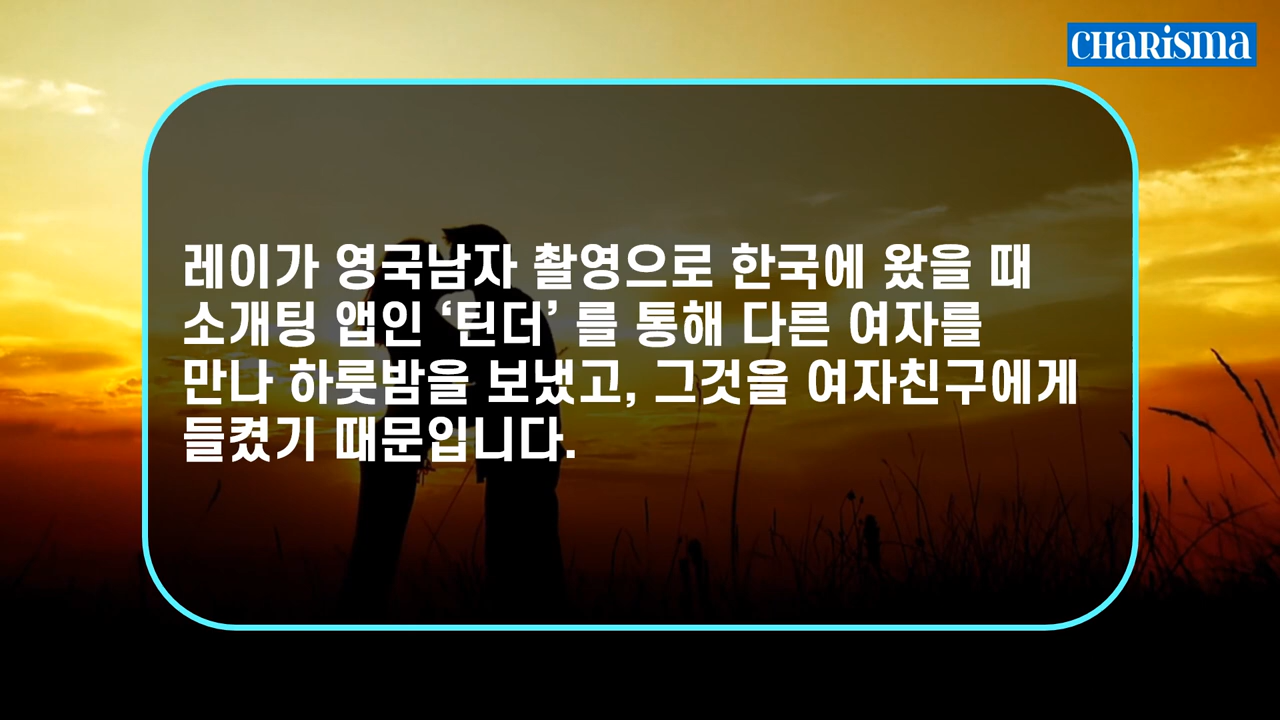 CHARiSMA
레이가 영국남자 촬영으로 한국에 왔을 때
소개팅 앱인 ‘틴더’ 를 통해 다른 여자를
만나 하룻밤을 보냈고, 그것을 여자친구에게
들켰기 때문입니다.